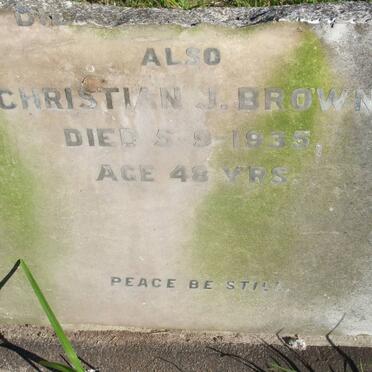 ALSO
CHRISTIAN J. BROWN
DIED 5-9-1935,
AGE 48 YRS.
PEACE BE STILL